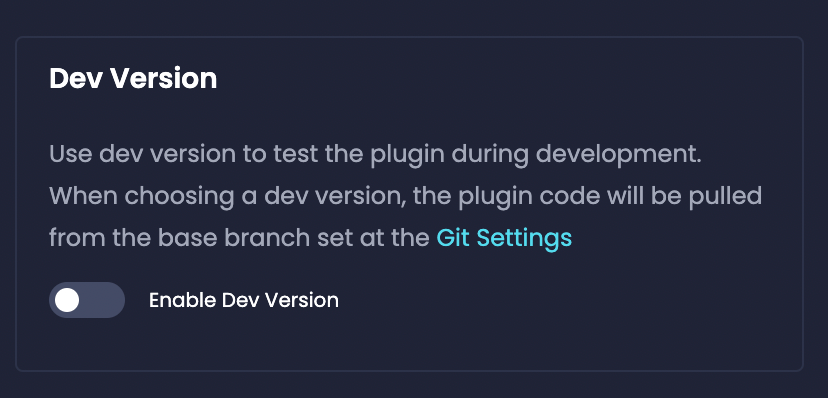 Dev Version
Use dev version to test the plugin during development.
When choosing a dev version, the plugin code will be pulled
from the base branch set at the Git Settings
Enable Dev Version